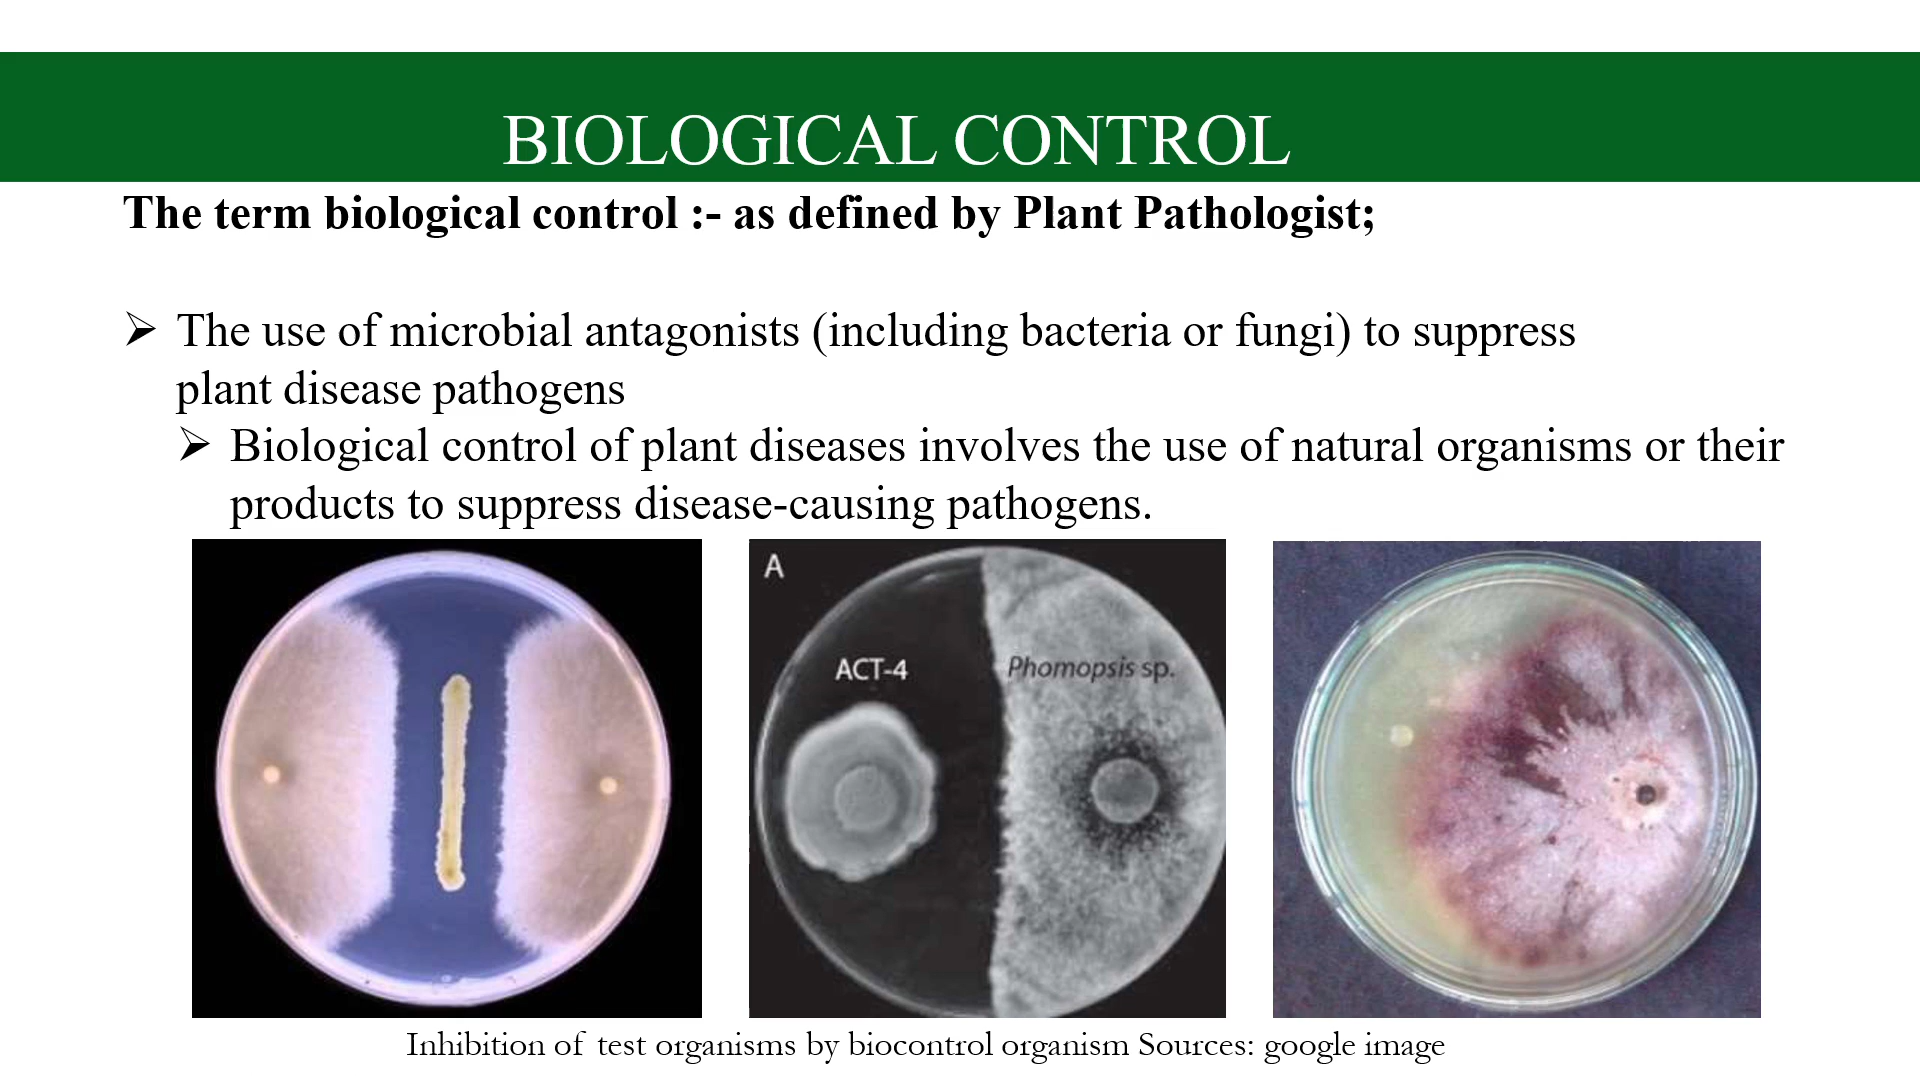 BIOLOGICAL CONTROL
The term biological control :- as defined by Plant Pathologist;
➢ The use of microbial antagonists (including bacteria or fungi) to suppress
plant disease pathogens
➢ Biological control of plant diseases involves the use of natural organisms or their
products to suppress disease-causing pathogens.
A
ACT-4
Phomopsis sp.
Inhibition of test organisms by biocontrol organism Sources: google image